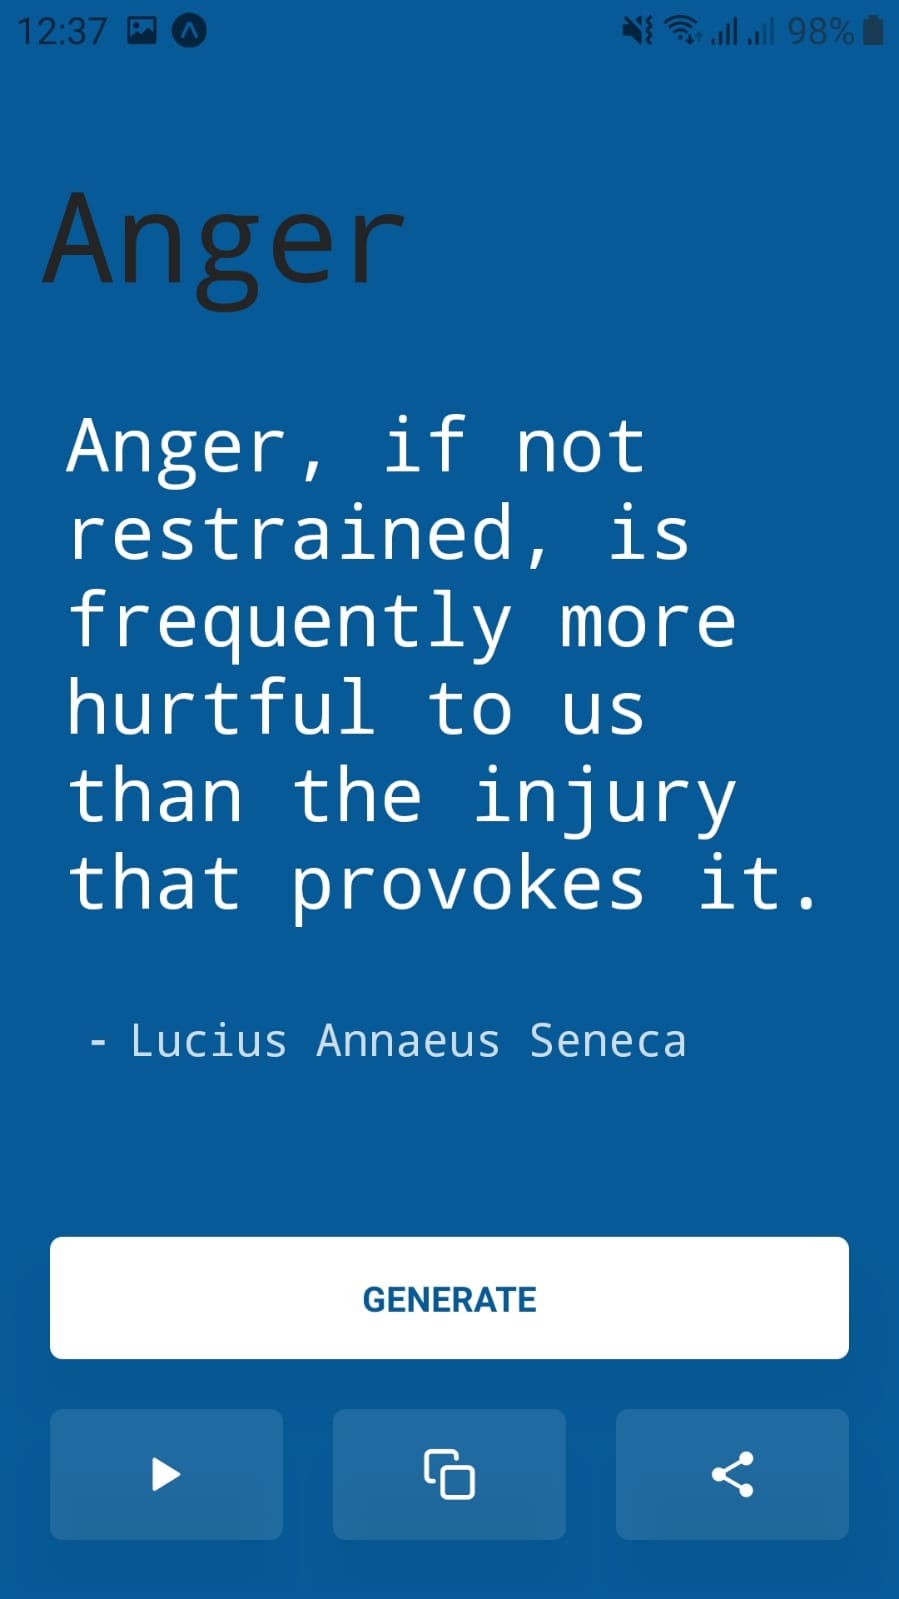 12:37 98%
Anger
Anger, if not
restrained, is
frequently more
hurtful to us
than the injury
that provokes it.
- Lucius Annaeus Seneca
GENERATE